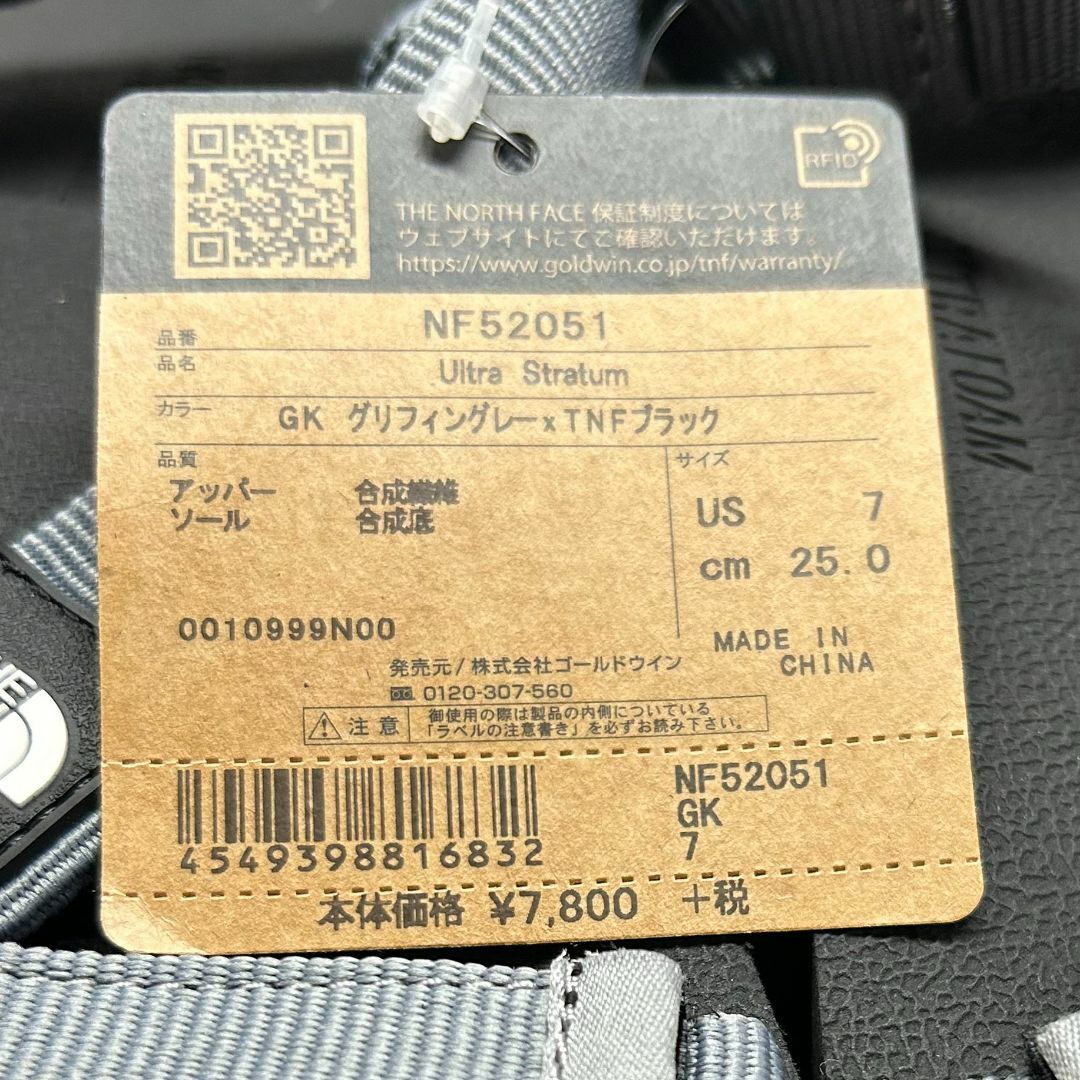 RFID
THE NORTH FACE 保証制度については
ウェブサイトにてご確認いただけます。
https://www.goldwin.co.jp/tnf/warranty/
品番 NF52051
品名 Ultra Stratum
カラー GK グリフィングレーxTNFブラック
品質
アッパー 合成繊維
ソール 合成底
サイズ
US 7
cm 25.0
0010999N00
MADE IN
CHINA
発売元/株式会社ゴールドウイン
0120-307-560
注意
御使用の際は製品の内側についている
「ラベルの注意書き」を必ずお読み下さい。
4549398816832
NF52051
GK
7
本体価格 ¥7,800 +税